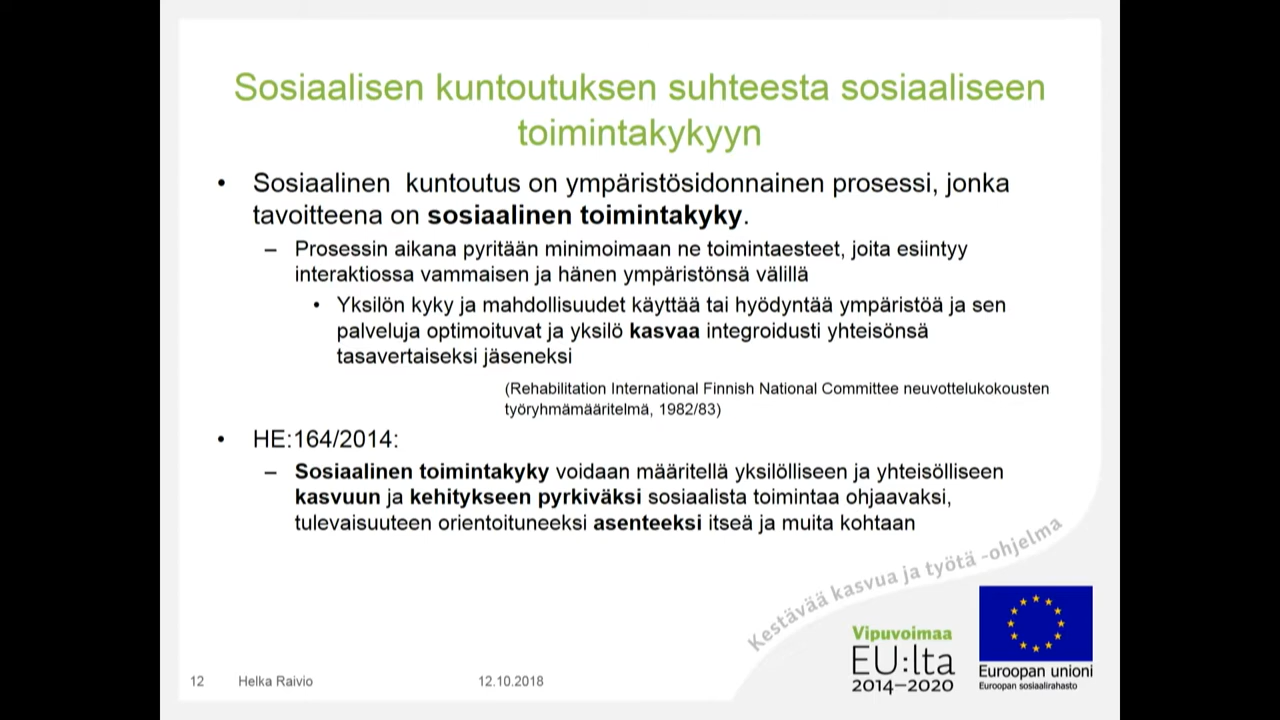 Sosiaalisen kuntoutuksen suhteesta sosiaaliseen
toimintakykyyn
• Sosiaalinen kuntoutus on ympäristösidonnainen prosessi, jonka
tavoitteena on sosiaalinen toimintakyky.
– Prosessin aikana pyritään minimoimaan ne toimintaesteet, joita esiintyy
interaktiossa vammaisen ja hänen ympäristönsä välillä
• Yksilön kyky ja mahdollisuudet käyttää tai hyödyntää ympäristöä ja sen
palveluja optimoituvat ja yksilö kasvaa integroidusti yhteisönsä
tasavertaiseksi jäseneksi
(Rehabilitation International Finnish National Committee neuvottelukokousten
työryhmämääritelmä, 1982/83)
• HE:164/2014:
– Sosiaalinen toimintakyky voidaan määritellä yksilölliseen ja yhteisölliseen
kasvuun ja kehitykseen pyrkiväksi sosiaalista toimintaa ohjaavaksi,
tulevaisuuteen orientoituneeksi asenteeksi itseä ja muita kohtaan
Kestävää kasvua ja työtä -ohjelma
Vipuvoimaa
EU:lta
2014–2020
Euroopan unioni
Euroopan sosiaalirahasto
12 Helka Raivio 12.10.2018